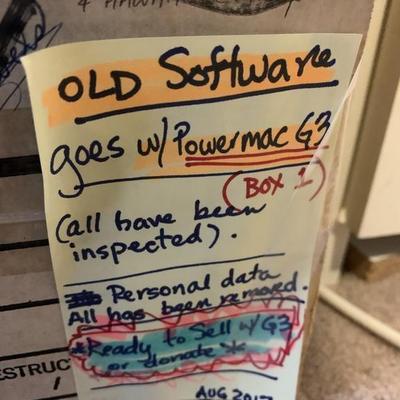 OLD Software
goes w/ Powermac G3
(BOX 1)
(all have been
inspected).
Personal data
All has been removed.
*Ready to Sell w/ G3
or donate*
AUG 2017
ESTRUC